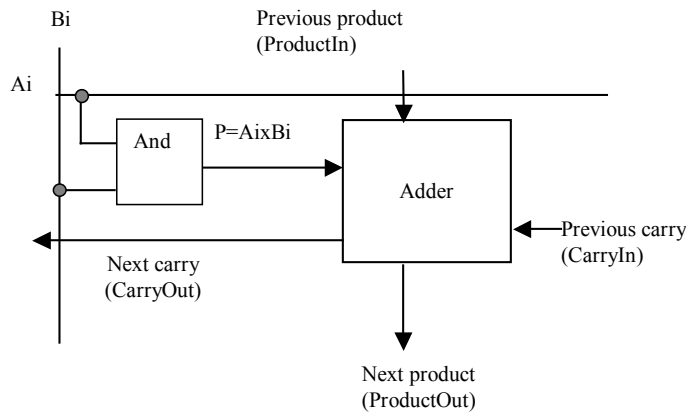 Bi
Previous product
(ProductIn)
Ai
And
P=AixBi
Adder
Previous carry
(CarryIn)
Next carry
(CarryOut)
Next product
(ProductOut)